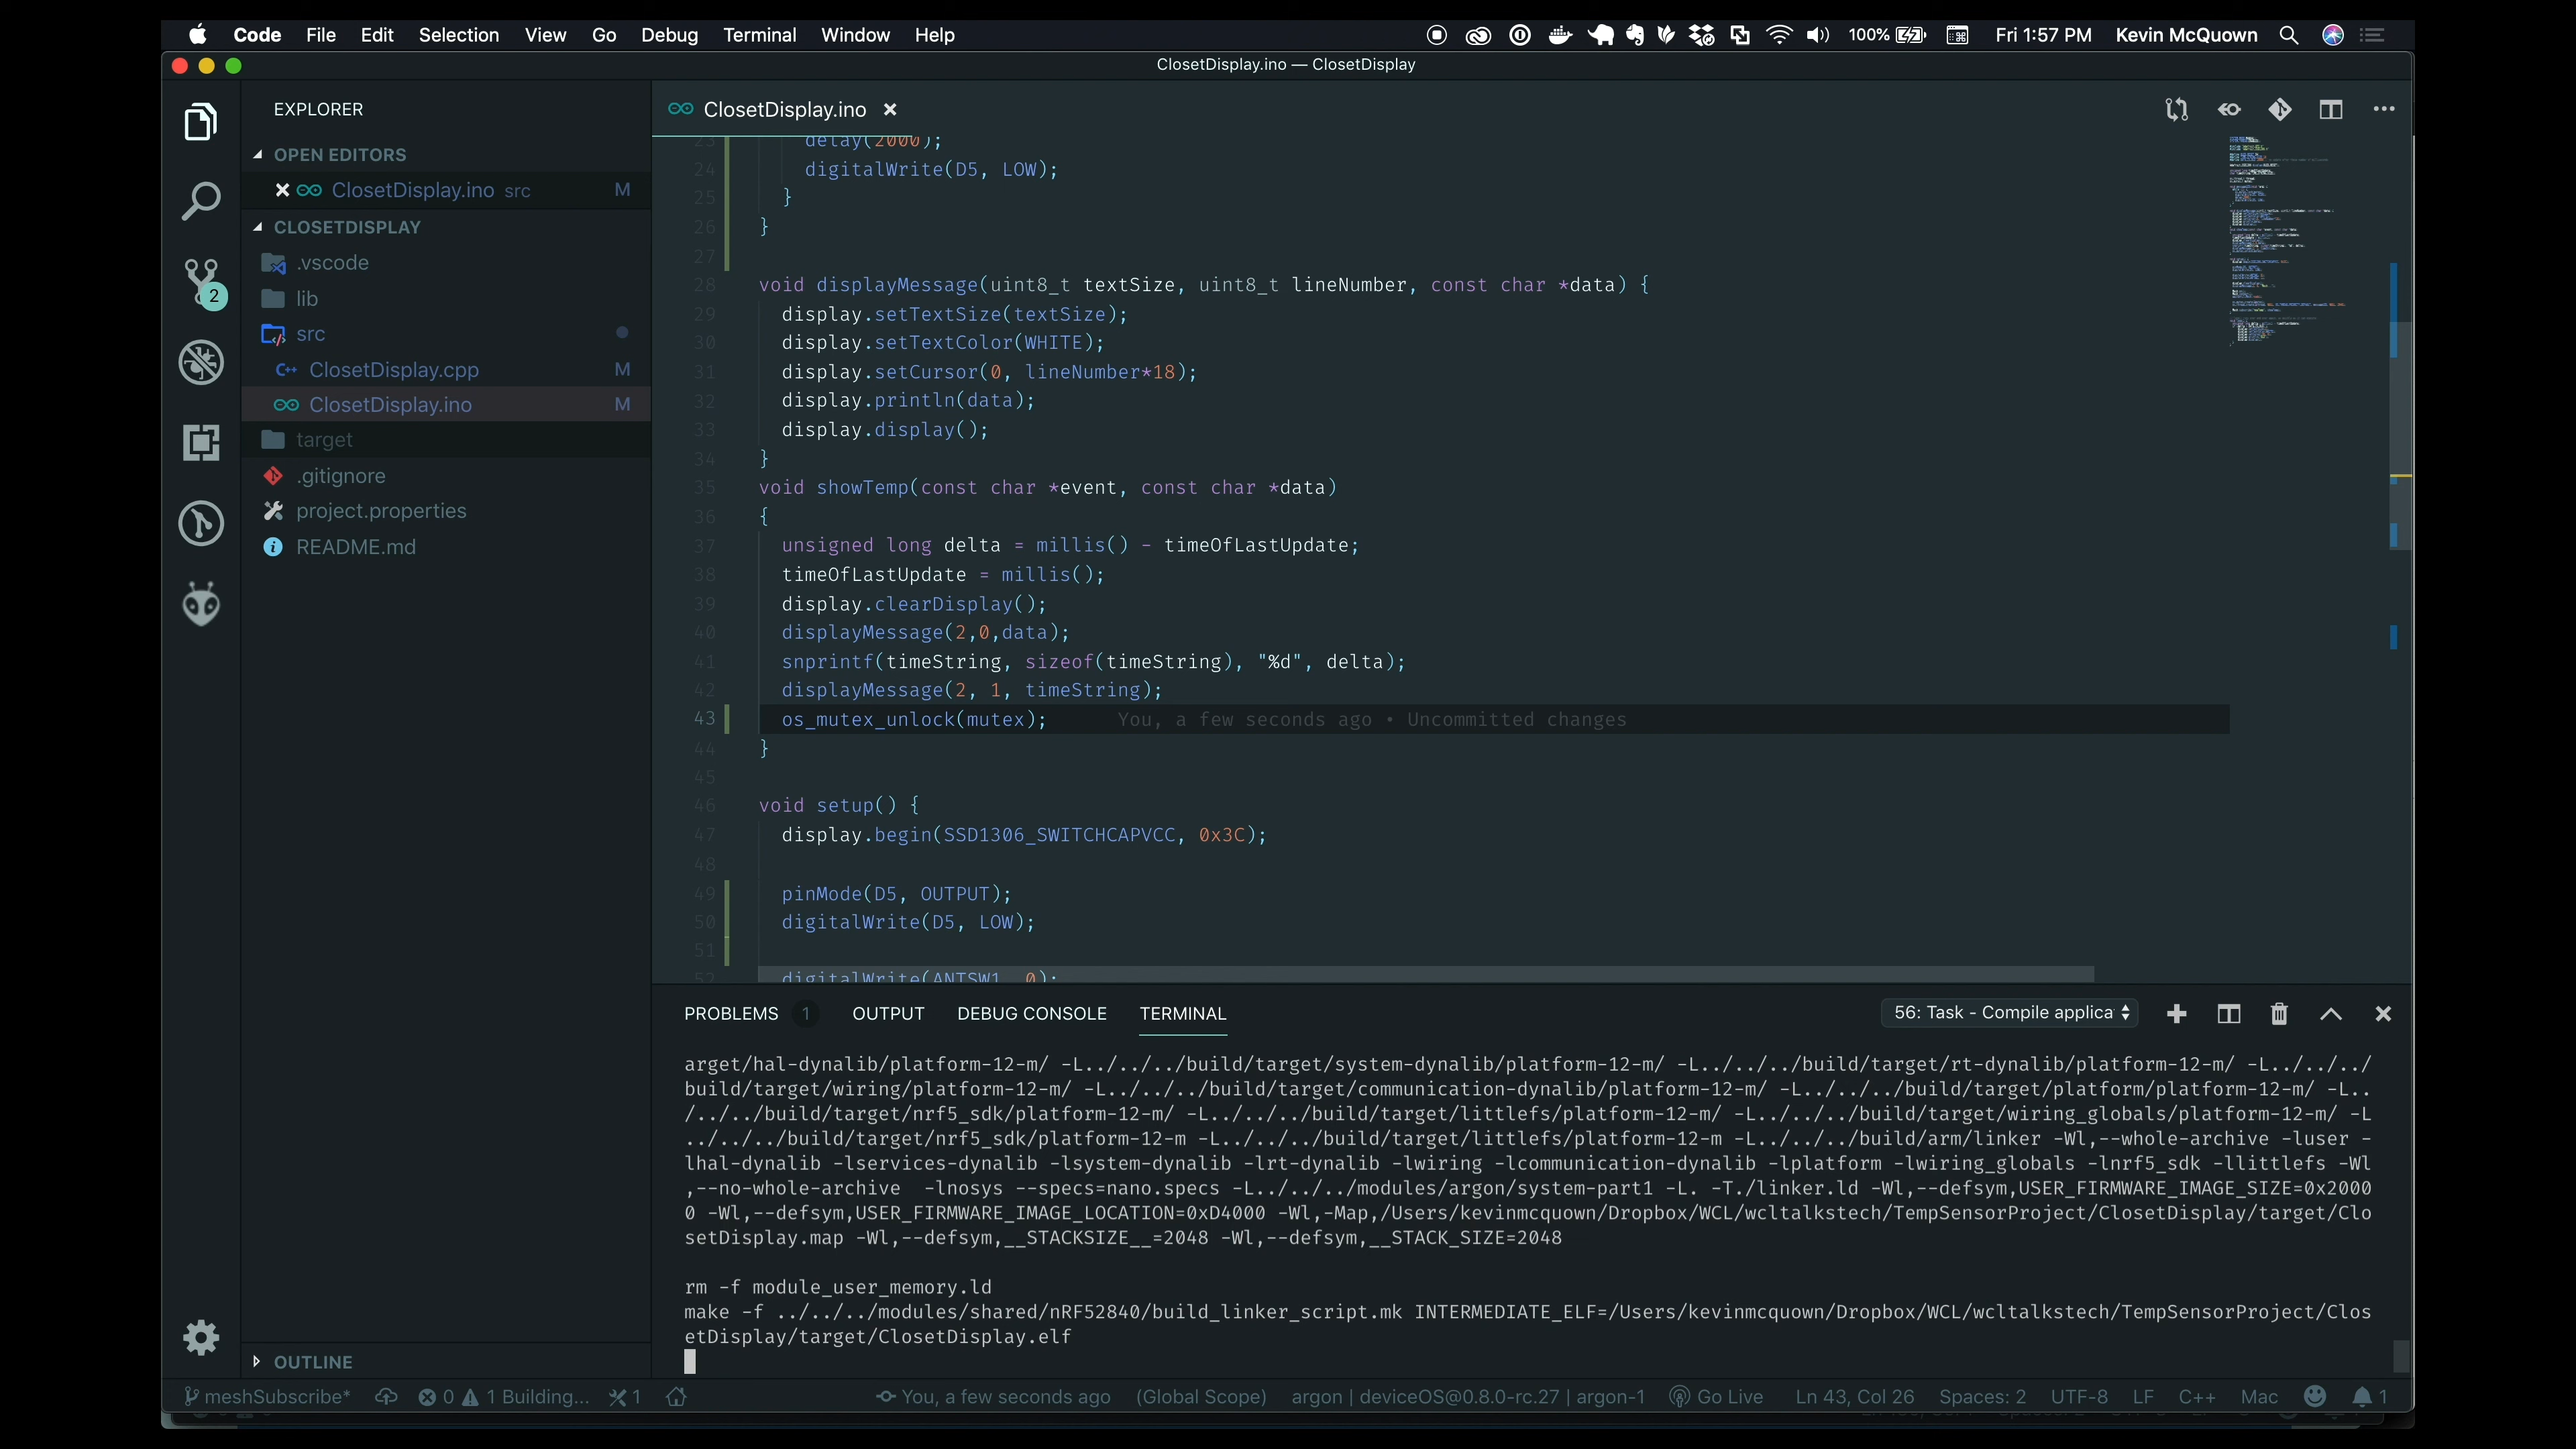 Code File Edit Selection View Go Debug Terminal Window Help 100% Fri 1:57 PM Kevin McQuown
ClosetDisplay.ino — ClosetDisplay
EXPLORER
OPEN EDITORS
ClosetDisplay.ino src M
CLOSETDISPLAY
.vscode
lib
src
ClosetDisplay.cpp M
ClosetDisplay.ino M
target
.gitignore
project.properties
README.md
OUTLINE
2
ClosetDisplay.ino
23 delay(2000);
24 digitalWrite(D5, LOW);
25 }
26 }
27
28 void displayMessage(uint8_t textSize, uint8_t lineNumber, const char *data) {
29 display.setTextSize(textSize);
30 display.setTextColor(WHITE);
31 display.setCursor(0, lineNumber*18);
32 display.println(data);
33 display.display();
34 }
35 void showTemp(const char *event, const char *data)
36 {
37 unsigned long delta = millis() - timeOfLastUpdate;
38 timeOfLastUpdate = millis();
39 display.clearDisplay();
40 displayMessage(2,0,data);
41 snprintf(timeString, sizeof(timeString), "%d", delta);
42 displayMessage(2, 1, timeString);
43 os_mutex_unlock(mutex); You, a few seconds ago • Uncommitted changes
44 }
45
46 void setup() {
47 display.begin(SSD1306_SWITCHCAPVCC, 0x3C);
48
49 pinMode(D5, OUTPUT);
50 digitalWrite(D5, LOW);
51
52 digitalWrite(ANTSW1, 0);
PROBLEMS 1 OUTPUT DEBUG CONSOLE TERMINAL 56: Task - Compile applica
arget/hal-dynalib/platform-12-m/ -L../../../build/target/system-dynalib/platform-12-m/ -L../../../build/target/rt-dynalib/platform-12-m/ -L../../../
build/target/wiring/platform-12-m/ -L../../../build/target/communication-dynalib/platform-12-m/ -L../../../build/target/platform/platform-12-m/ -L..
/../../build/target/nrf5_sdk/platform-12-m/ -L../../../build/target/littlefs/platform-12-m/ -L../../../build/target/wiring_globals/platform-12-m/ -L
../../../build/target/nrf5_sdk/platform-12-m -L../../../build/target/littlefs/platform-12-m -L../../../build/arm/linker -Wl,--whole-archive -luser -
lhal-dynalib -lservices-dynalib -lsystem-dynalib -lrt-dynalib -lwiring -lcommunication-dynalib -lplatform -lwiring_globals -lnrf5_sdk -llittlefs -Wl
,--no-whole-archive  -lnosys --specs=nano.specs -L../../../modules/argon/system-part1 -L. -T./linker.ld -Wl,--defsym,USER_FIRMWARE_IMAGE_SIZE=0x2000
0 -Wl,--defsym,USER_FIRMWARE_IMAGE_LOCATION=0xD4000 -Wl,-Map,/Users/kevinmcquown/Dropbox/WCL/wcltalkstech/TempSensorProject/ClosetDisplay/target/Clo
setDisplay.map -Wl,--defsym,__STACKSIZE__=2048 -Wl,--defsym,__STACK_SIZE=2048
rm -f module_user_memory.ld
make -f ../../../modules/shared/nRF52840/build_linker_script.mk INTERMEDIATE_ELF=/Users/kevinmcquown/Dropbox/WCL/wcltalkstech/TempSensorProject/Clos
etDisplay/target/ClosetDisplay.elf
meshSubscribe* 0 1 Building... 1 You, a few seconds ago (Global Scope) argon | deviceOS@0.8.0-rc.27 | argon-1 Go Live Ln 43, Col 26 Spaces: 2 UTF-8 LF C++ Mac 1